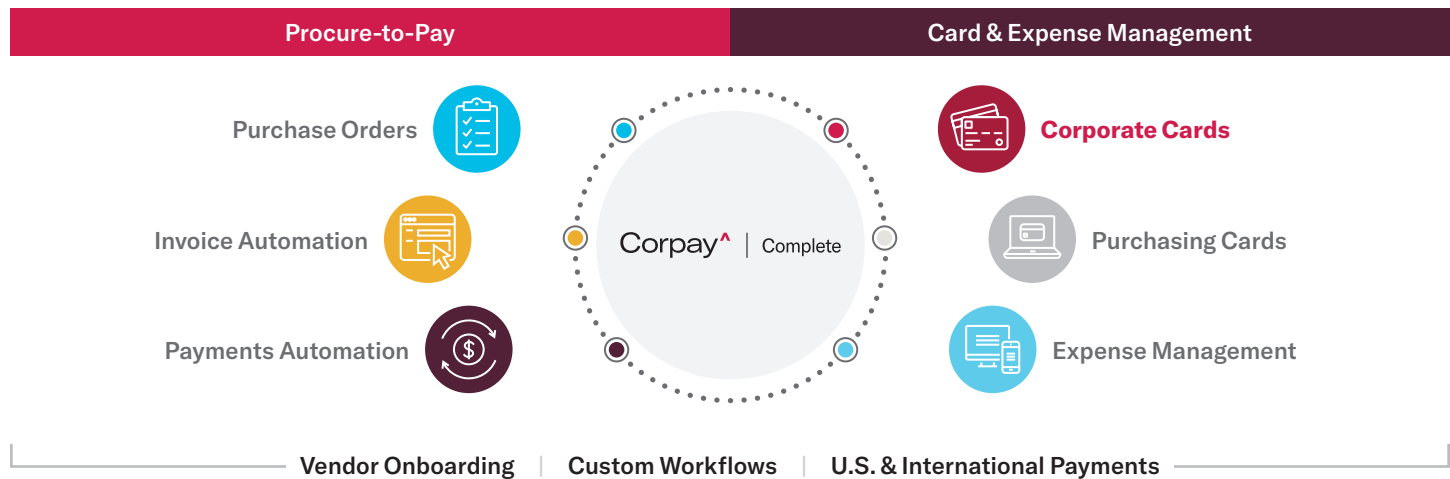 Procure-to-Pay
Card & Expense Management
Purchase Orders
Corporate Cards
Invoice Automation
Corpay^ | Complete
Purchasing Cards
Payments Automation
$
Expense Management
Vendor Onboarding | Custom Workflows | U.S. & International Payments